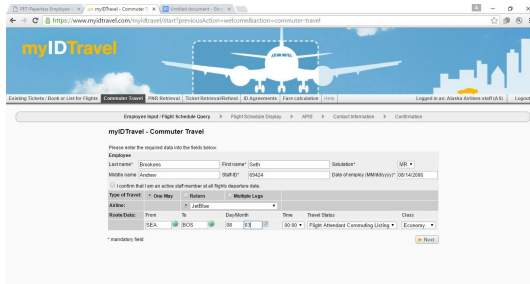 PET-Paperless Employee
myIDTravel - Commuter Tr
Untitled document - Goo
https://www.myidtravel.com/myidtravel/start?previousAction=welcome&action=commuter-travel
myIDTravel
Existing Tickets / Book or List for Flights Commuter Travel PNR Retrieval Ticket Retrieval/Refund ID Agreements Fare calculation Help Logged in as: Alaska Airlines staff (AS) Logout
Employee Input / Flight Schedule Query Flight Schedule Display APIS Contact Information Confirmation
myIDTravel - Commuter Travel
Please enter the required data into the fields below.
Employee
Last name* Brookens First name* Seth Salutation* MR
Middle name Andrew Staff-ID* 89424 Date of employ (MM/dd/yyyy)* 08/14/2006
I confirm that I am an active staff member at all flights departure date.
Type of Travel: One Way Return Multiple Legs
Airline: JetBlue
Route/Date: From To Day/Month Time Travel Status Class
SEA BOS 08 03 00:00 Flight Attendant Commuting Listing Economy
* mandatory field Next